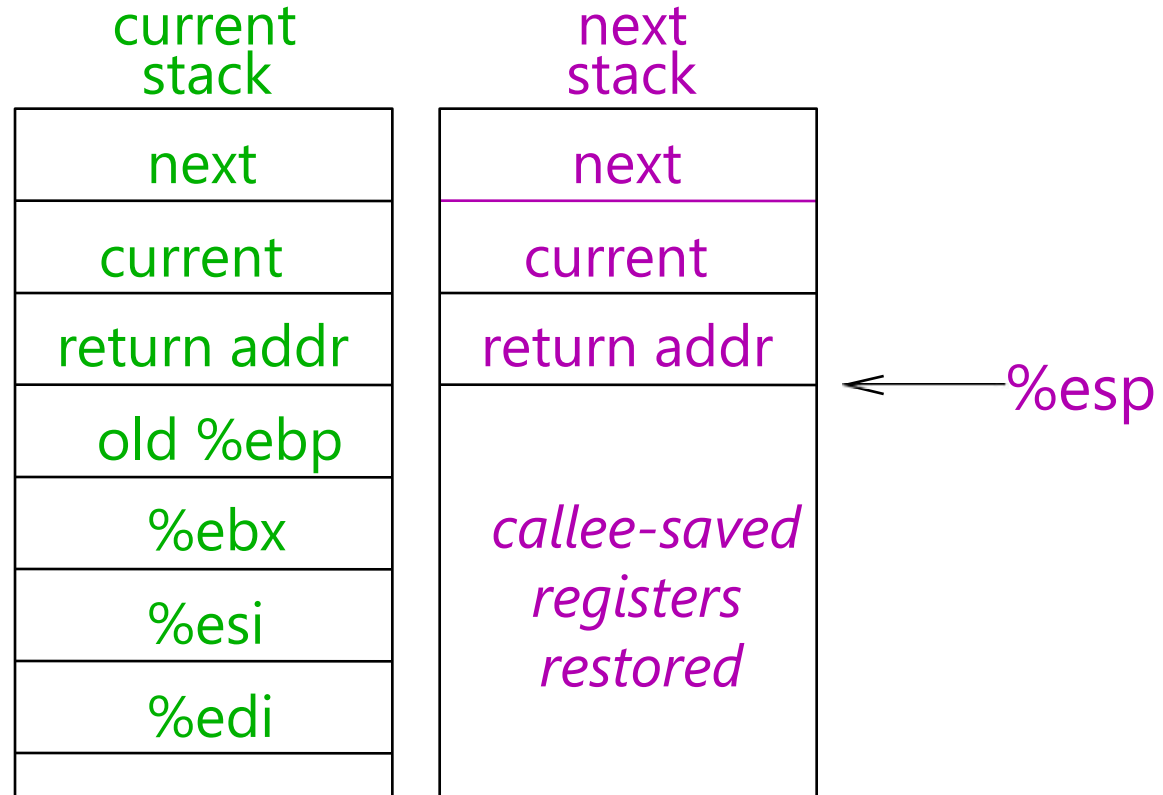 current
stack
next
current
return addr
old %ebp
%ebx
%esi
%edi
next
stack
next
current
return addr
callee-saved
registers
restored
%esp